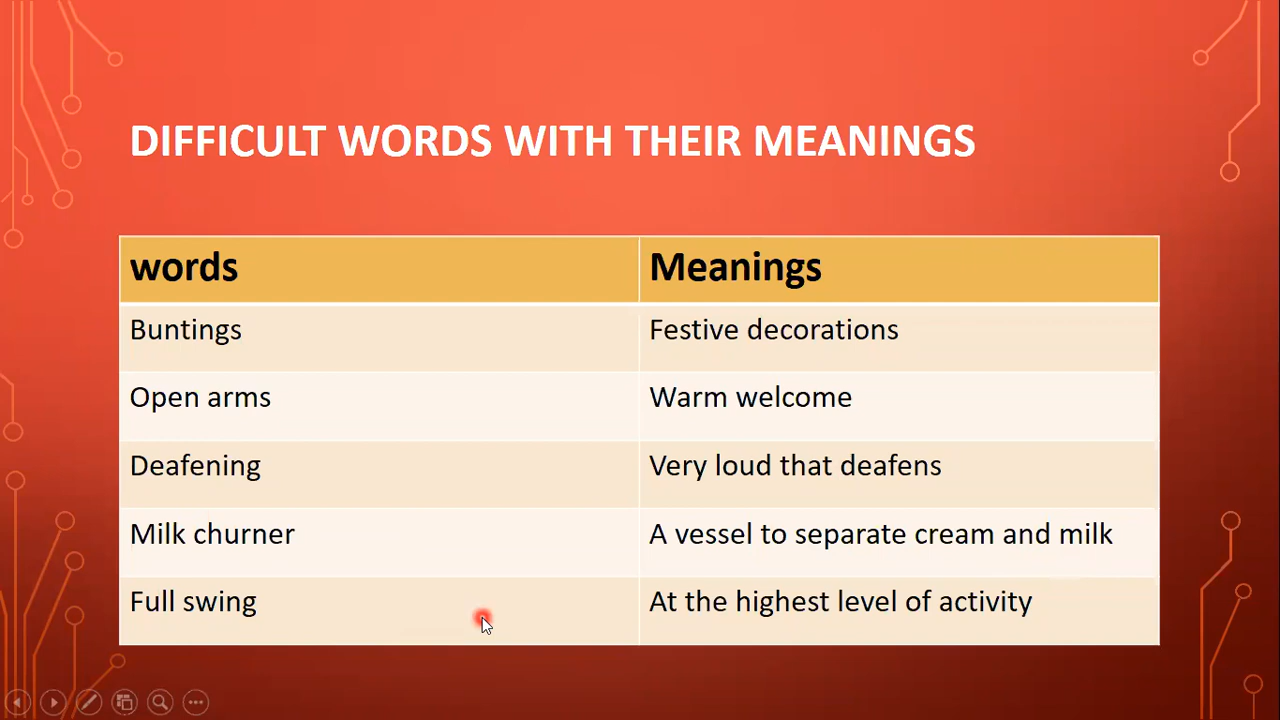 DIFFICULT WORDS WITH THEIR MEANINGS
words Meanings
Buntings Festive decorations
Open arms Warm welcome
Deafening Very loud that deafens
Milk churner A vessel to separate cream and milk
Full swing At the highest level of activity